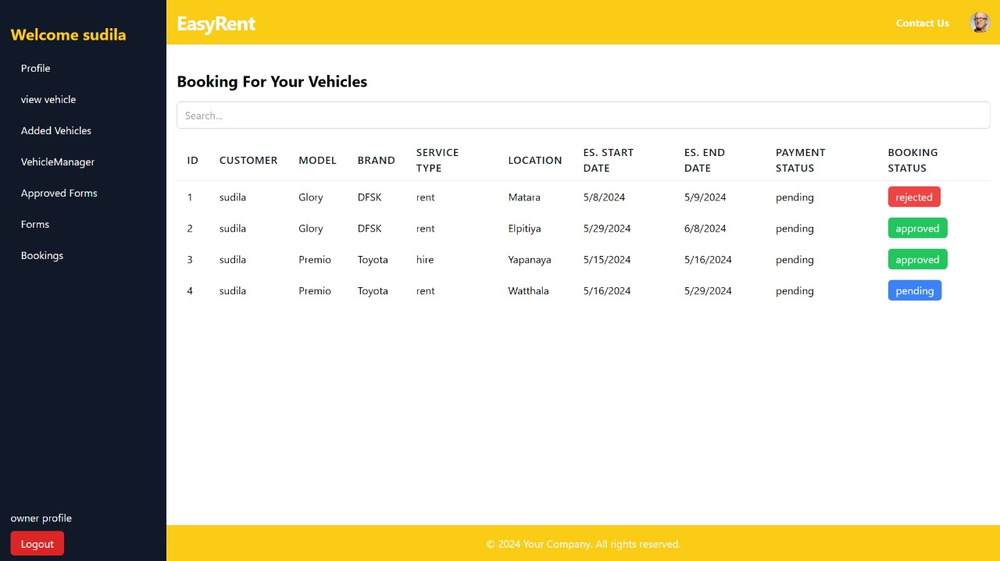 Welcome sudila
Profile
view vehicle
Added Vehicles
VehicleManager
Approved Forms
Forms
Bookings
owner profile
Logout
EasyRent
Contact Us
Booking For Your Vehicles
Search...
ID CUSTOMER MODEL BRAND SERVICE TYPE LOCATION ES. START DATE ES. END DATE PAYMENT STATUS BOOKING STATUS
1 sudila Glory DFSK rent Matara 5/8/2024 5/9/2024 pending rejected
2 sudila Glory DFSK rent Elpitiya 5/29/2024 6/8/2024 pending approved
3 sudila Premio Toyota hire Yapanaya 5/15/2024 5/16/2024 pending approved
4 sudila Premio Toyota rent Watthala 5/16/2024 5/29/2024 pending pending
© 2024 Your Company. All rights reserved.